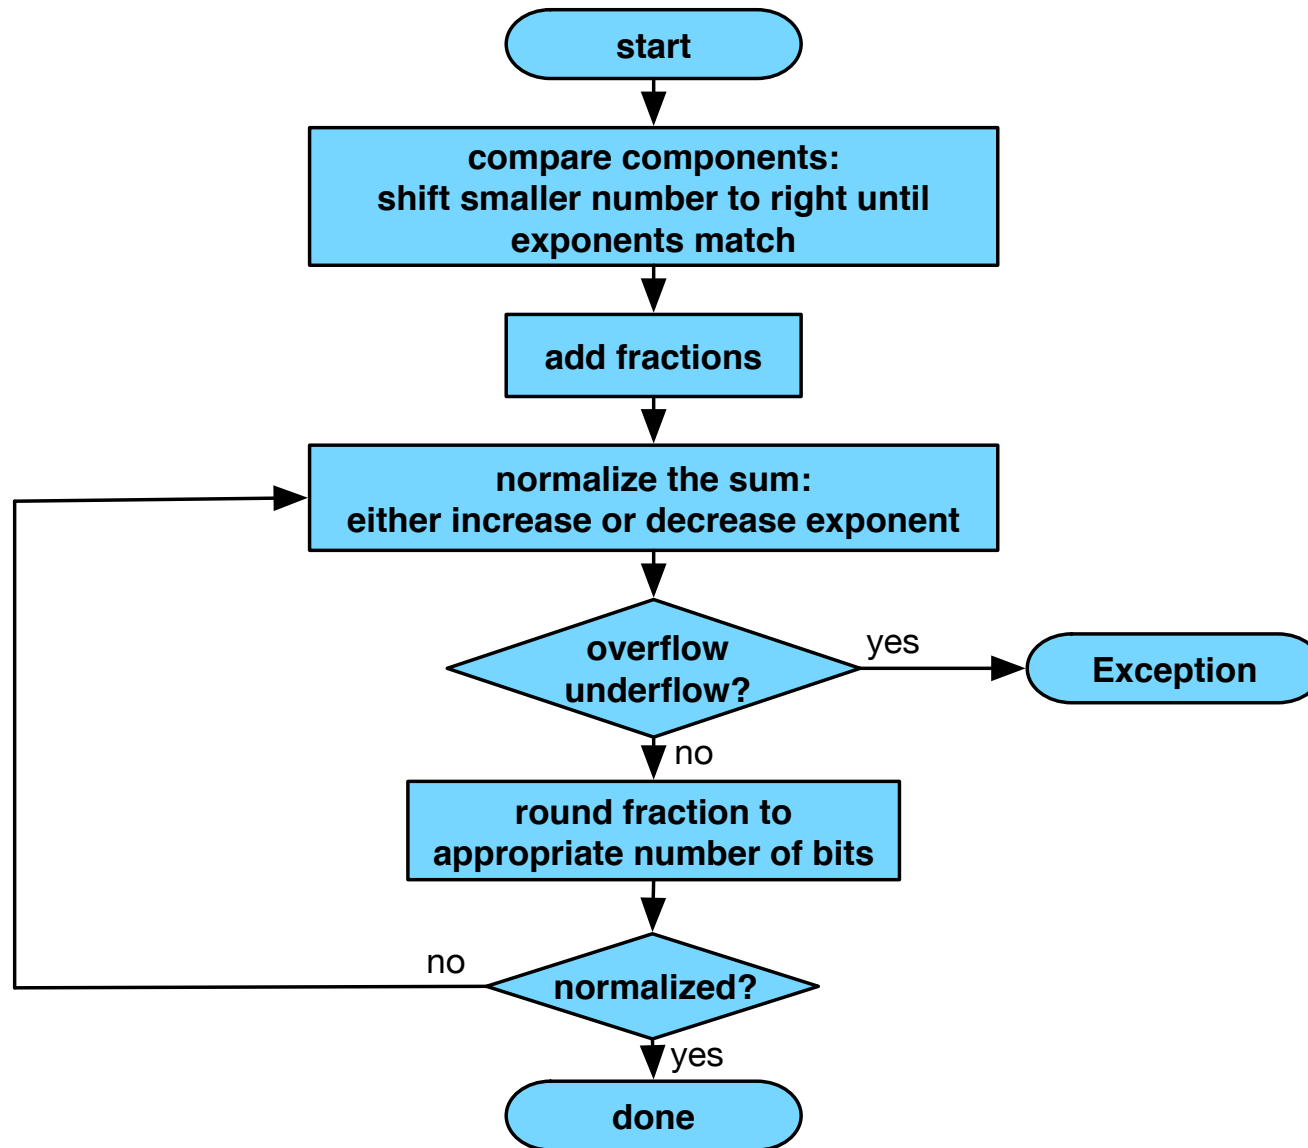 start
compare components:
shift smaller number to right until
exponents match
add fractions
normalize the sum:
either increase or decrease exponent
overflow
underflow?
yes
Exception
no
round fraction to
appropriate number of bits
no
normalized?
yes
done